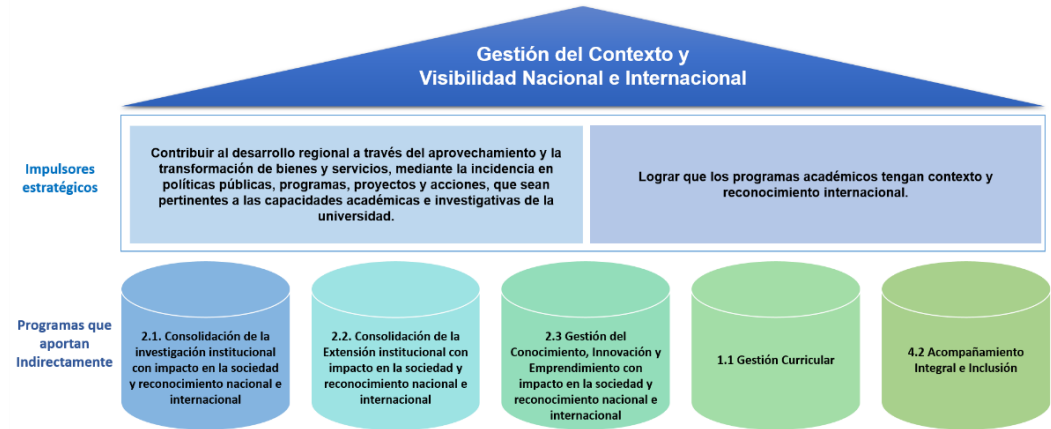 Gestión del Contexto y
Visibilidad Nacional e Internacional
Impulsores
estratégicos
Contribuir al desarrollo regional a través del aprovechamiento y la
transformación de bienes y servicios, mediante la incidencia en
políticas públicas, programas, proyectos y acciones, que sean
pertinentes a las capacidades académicas e investigativas de la
universidad.
Lograr que los programas académicos tengan contexto y
reconocimiento internacional.
Programas que
aportan
Indirectamente
2.1. Consolidación de la
investigación institucional
con impacto en la sociedad
y reconocimiento nacional e
internacional
2.2. Consolidación de la
Extensión institucional con
impacto en la sociedad y
reconocimiento nacional e
internacional
2.3 Gestión del
Conocimiento, Innovación y
Emprendimiento con
impacto en la sociedad y
reconocimiento nacional e
internacional
1.1 Gestión Curricular
4.2 Acompañamiento
Integral e Inclusión